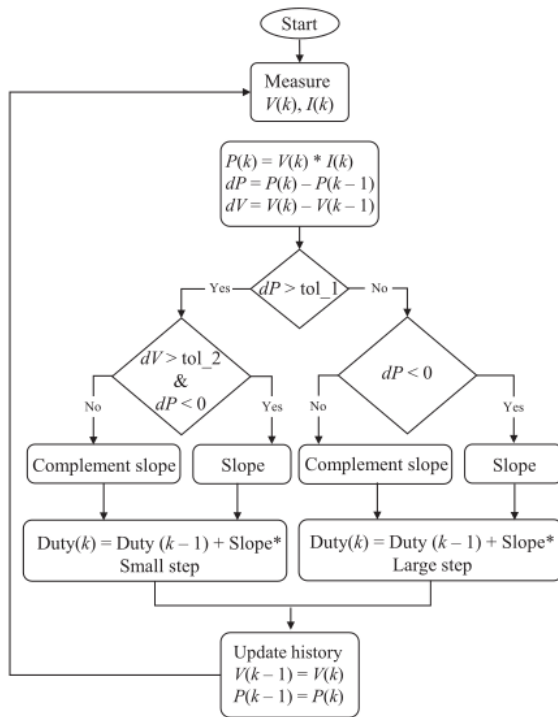 Start
Measure
V(k), I(k)
P(k) = V(k) * I(k)
dP = P(k) – P(k – 1)
dV = V(k) – V(k – 1)
dP > tol_1
Yes
No
dV > tol_2
&
dP < 0
No
Yes
dP < 0
No
Yes
Complement slope
Slope
Complement slope
Slope
Duty(k) = Duty (k – 1) + Slope*
Small step
Duty(k) = Duty (k – 1) + Slope*
Large step
Update history
V(k – 1) = V(k)
P(k – 1) = P(k)